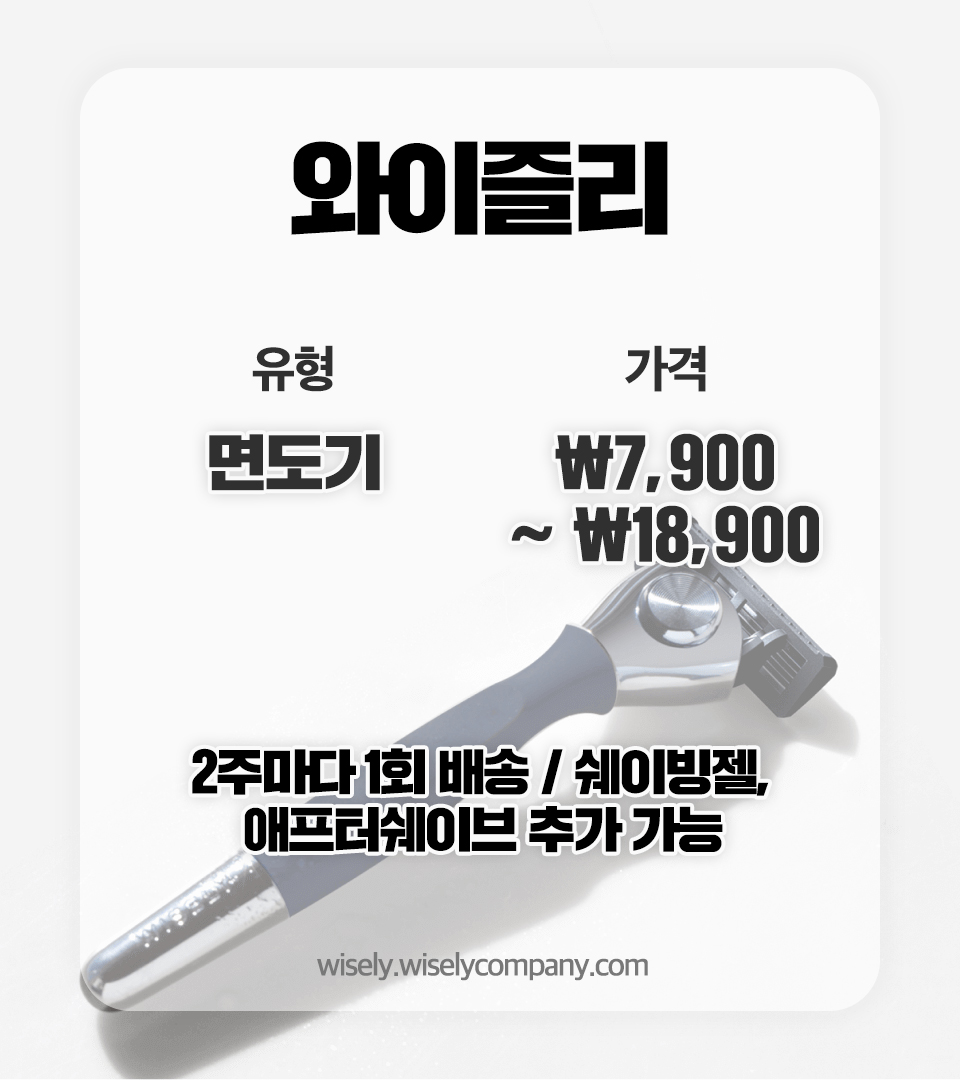 와이즐리
유형
가격
면도기
₩7,900
~ ₩18,900
2주마다 1회 배송 / 쉐이빙젤,
애프터쉐이브 추가 가능
wisely.wiselycompany.com